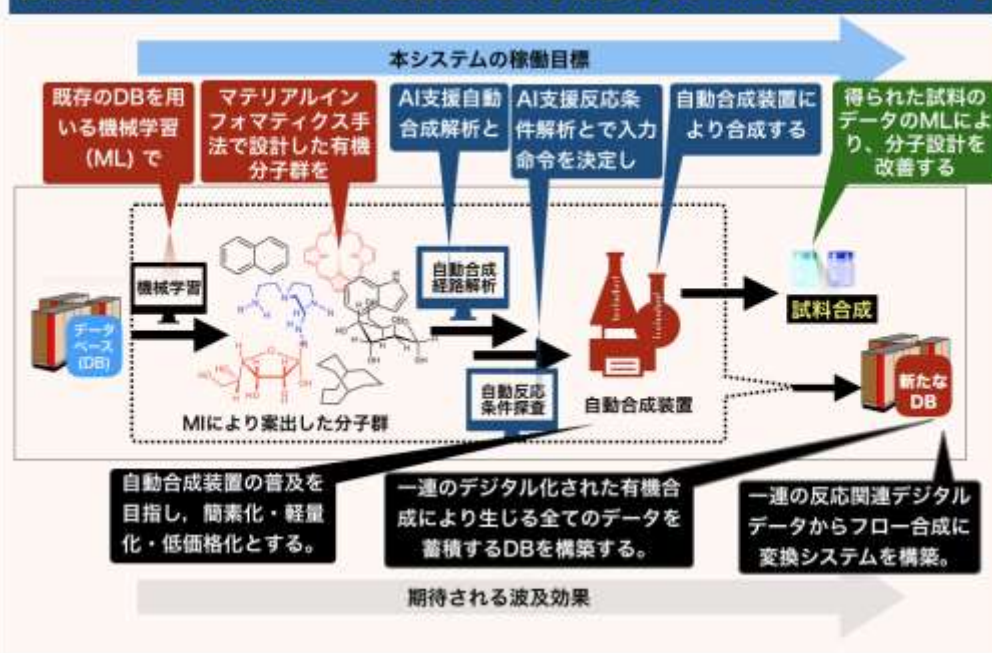 本システムの稼働目標
既存のDBを用
いる機械学習
(ML) で
マテリアルイン
フォマティクス手
法で設計した有機
分子群を
AI支援自動
合成解析と
AI支援反応条
件解析とで入力
命令を決定し
自動合成装置に
より合成する
得られた試料の
データのMLによ
り、分子設計を
改善する
データ
ベース
(DB)
機械学習
MIにより案出した分子群
自動合成
経路解析
自動反応
条件探査
自動合成装置
試料合成
新たな
DB
自動合成装置の普及を
目指し，簡素化・軽量
化・低価格化とする。
一連のデジタル化された有機合
成により生じる全てのデータを
蓄積するDBを構築する。
一連の反応関連デジタル
データからフロー合成に
変換システムを構築。
期待される波及効果